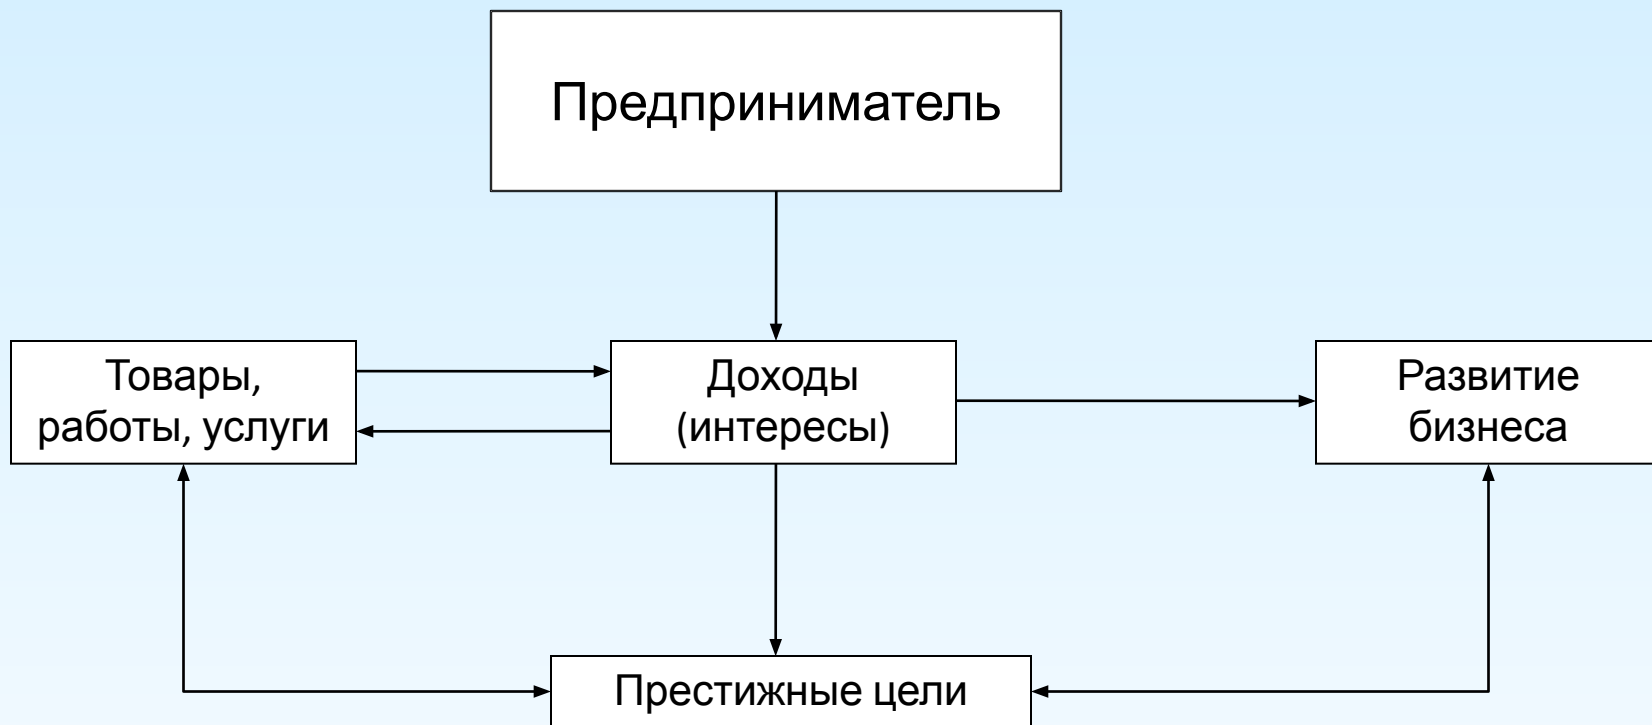 Предприниматель
Товары,
работы, услуги
Доходы
(интересы)
Развитие
бизнеса
Престижные цели